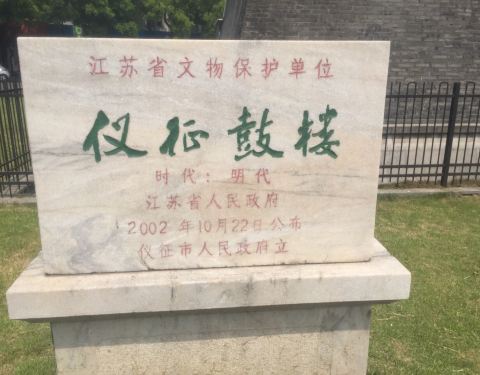 江苏省文物保护单位
仪征鼓楼
时代：明代
江苏省人民政府
2002年10月22日公布
仪征市人民政府立